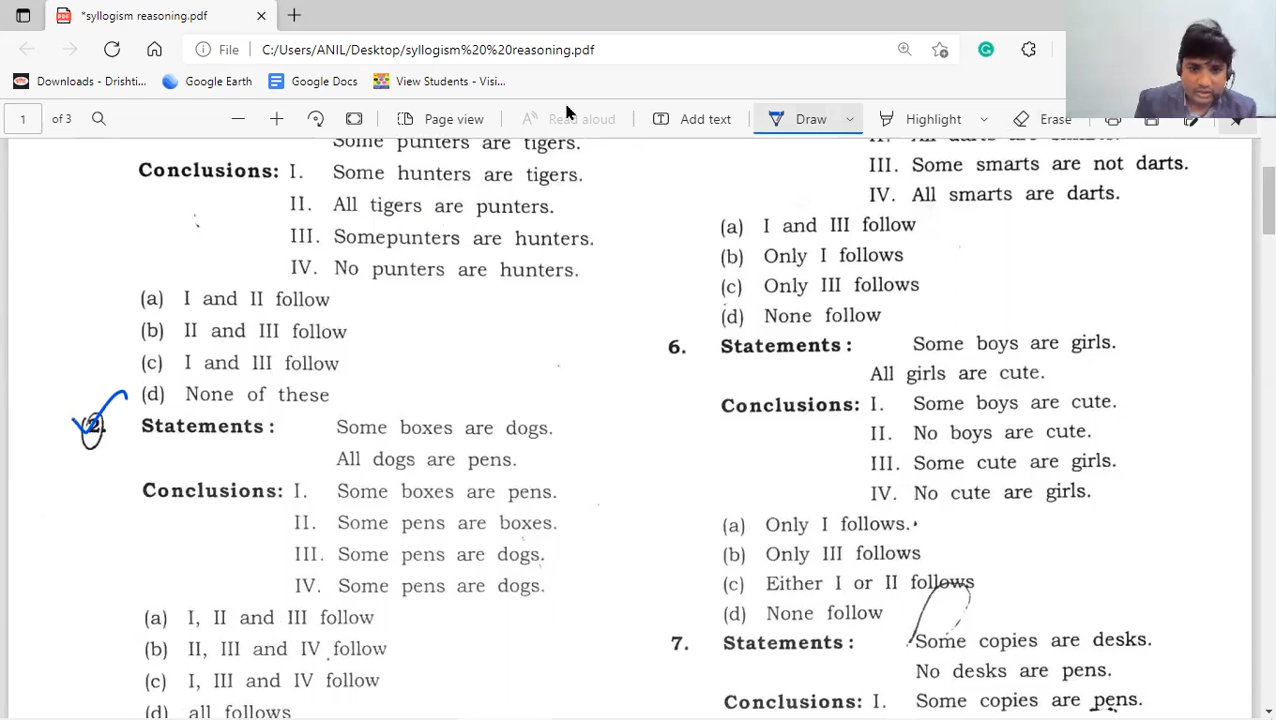 *syllogism reasoning.pdf
File C:/Users/ANIL/Desktop/syllogism%20%20reasoning.pdf
Downloads - Drishti... Google Earth Google Docs View Students - Visi...
1 of 3 Page view Read aloud Add text Draw Highlight Erase
Some punters are tigers.
Conclusions: I. Some hunters are tigers.
II. All tigers are punters.
III. Somepunters are hunters.
IV. No punters are hunters.
(a) I and II follow
(b) II and III follow
(c) I and III follow
(d) None of these
2. Statements : Some boxes are dogs.
All dogs are pens.
Conclusions: I. Some boxes are pens.
II. Some pens are boxes.
III. Some pens are dogs.
IV. Some pens are dogs.
(a) I, II and III follow
(b) II, III and IV follow
(c) I, III and IV follow
(d) all follows
III. Some smarts are not darts.
IV. All smarts are darts.
(a) I and III follow
(b) Only I follows
(c) Only III follows
(d) None follow
6. Statements : Some boys are girls.
All girls are cute.
Conclusions: I. Some boys are cute.
II. No boys are cute.
III. Some cute are girls.
IV. No cute are girls.
(a) Only I follows.
(b) Only III follows
(c) Either I or II follows
(d) None follow
7. Statements : Some copies are desks.
No desks are pens.
Conclusions: I. Some copies are pens.